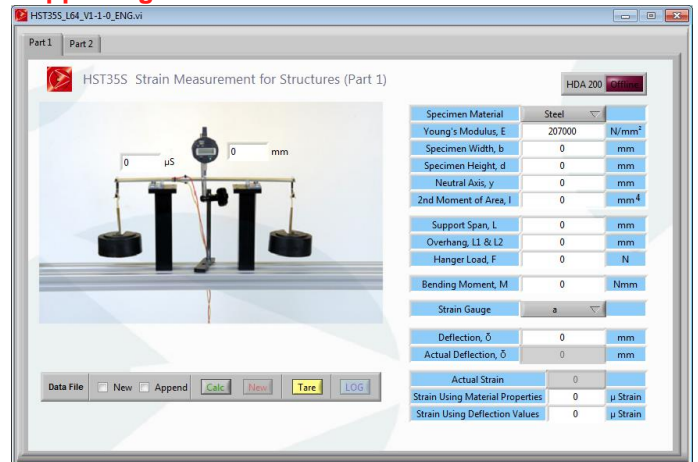 HST35S_L64_V1-1-0_ENG.vi
Part 1 Part 2
HST35S Strain Measurement for Structures (Part 1)
HDA 200 Offline
0 µS
0 mm
Specimen Material Steel
Young's Modulus, E 207000 N/mm²
Specimen Width, b 0 mm
Specimen Height, d 0 mm
Neutral Axis, y 0 mm
2nd Moment of Area, I 0 mm⁴
Support Span, L 0 mm
Overhang, L1 & L2 0 mm
Hanger Load, F 0 N
Bending Moment, M 0 Nmm
Strain Gauge a
Deflection, δ 0 mm
Actual Deflection, δ 0 mm
Actual Strain 0
Strain Using Material Properties 0 µ Strain
Strain Using Deflection Values 0 µ Strain
Data File New Append Calc New Tare LOG